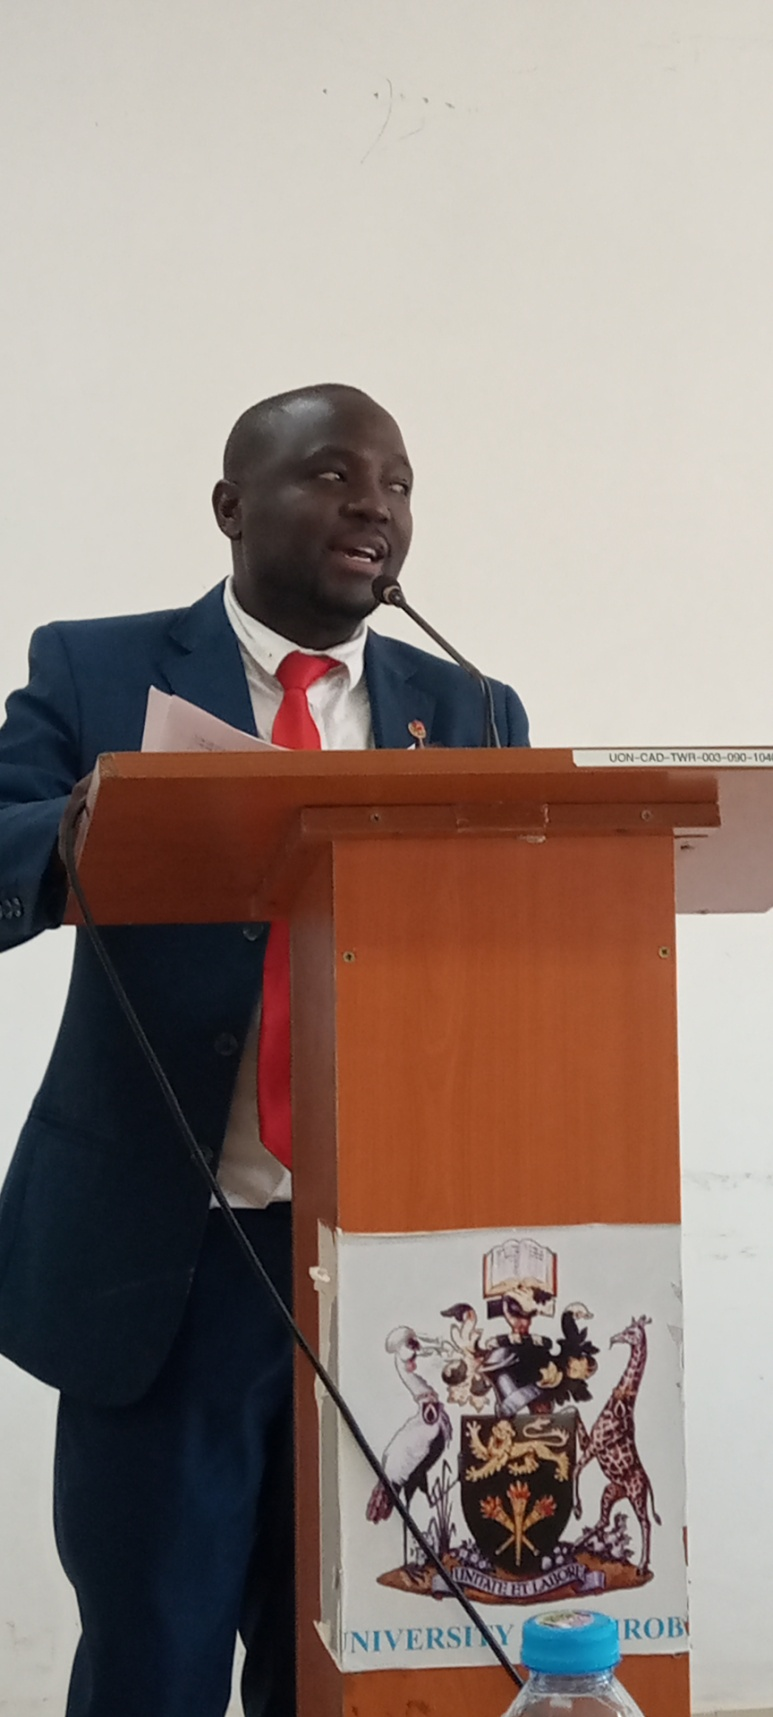 UON-CAD-TWR-003-090-104
UNITATE ET LABORE
UNIVERSITY